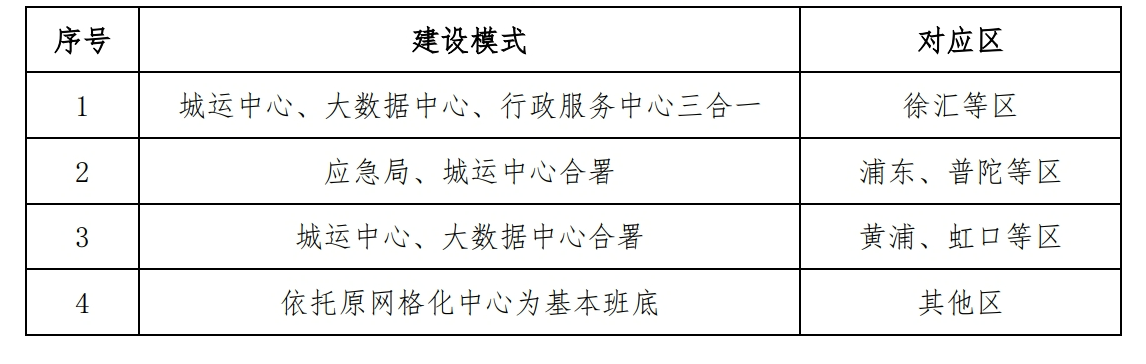 序号 建设模式 对应区
1 城运中心、大数据中心、行政服务中心三合一 徐汇等区
2 应急局、城运中心合署 浦东、普陀等区
3 城运中心、大数据中心合署 黄浦、虹口等区
4 依托原网格化中心为基本班底 其他区